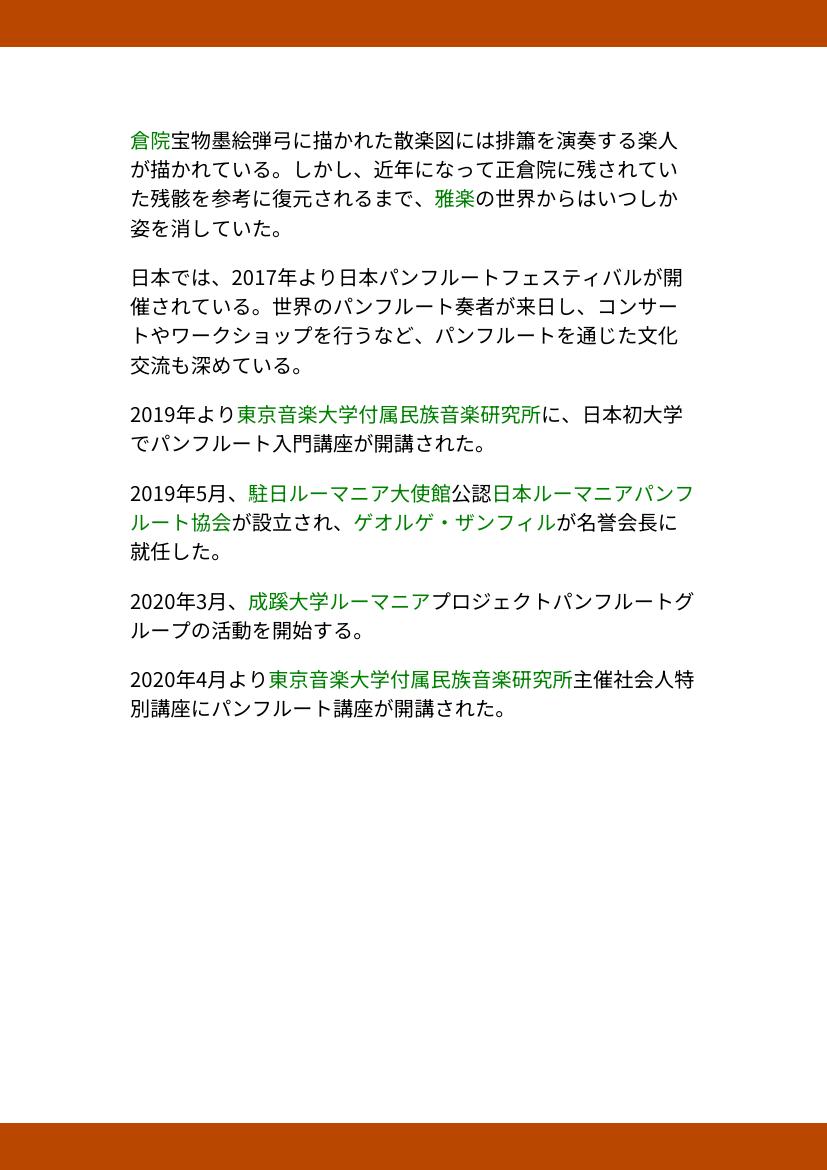 倉院宝物墨絵弾弓に描かれた散楽図には排簫を演奏する楽人
が描かれている。しかし、近年になって正倉院に残されてい
た残骸を参考に復元されるまで、雅楽の世界からはいつしか
姿を消していた。
日本では、2017年より日本パンフルートフェスティバルが開
催されている。世界のパンフルート奏者が来日し、コンサー
トやワークショップを行うなど、パンフルートを通じた文化
交流も深めている。
2019年より東京音楽大学付属民族音楽研究所に、日本初大学
でパンフルート入門講座が開講された。
2019年5月、駐日ルーマニア大使館公認日本ルーマニアパンフ
ルート協会が設立され、ゲオルゲ・ザンフィルが名誉会長に
就任した。
2020年3月、成蹊大学ルーマニアプロジェクトパンフルートグ
ループの活動を開始する。
2020年4月より東京音楽大学付属民族音楽研究所主催社会人特
別講座にパンフルート講座が開講された。